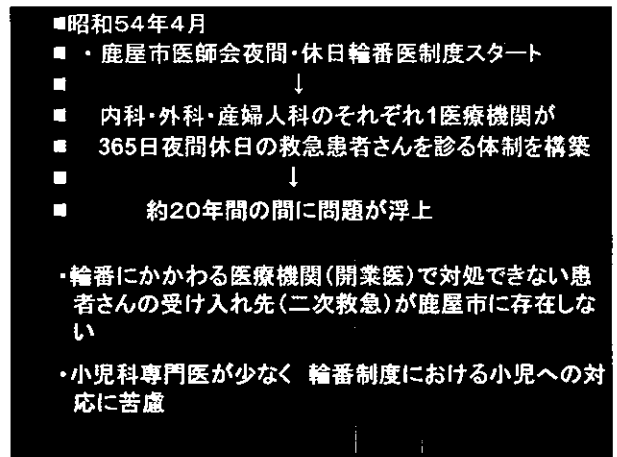 ■昭和54年4月
■ ・鹿屋市医師会夜間・休日輪番医制度スタート
■ ↓
■ 内科・外科・産婦人科のそれぞれ1医療機関が
■ 365日夜間休日の救急患者さんを診る体制を構築
■ ↓
■ 約20年間の間に問題が浮上
・輪番にかかわる医療機関(開業医)で対処できない患
者さんの受け入れ先(二次救急)が鹿屋市に存在しな
い
・小児科専門医が少なく 輪番制度における小児への対
応に苦慮